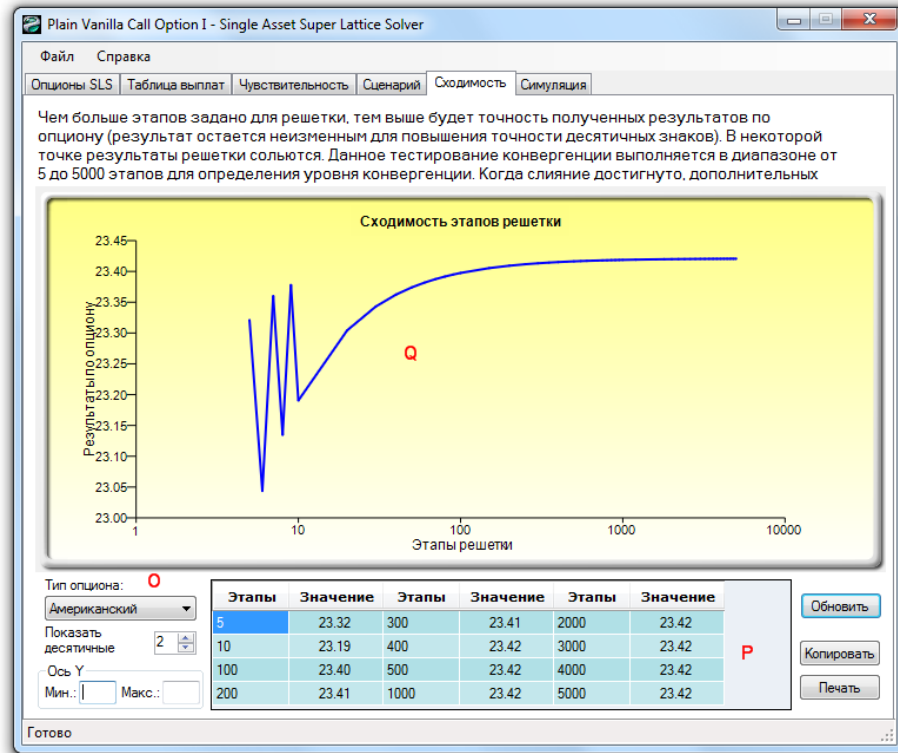 Plain Vanilla Call Option I - Single Asset Super Lattice Solver
Файл Справка
Опционы SLS Таблица выплат Чувствительность Сценарий Сходимость Симуляция
Чем больше этапов задано для решетки, тем выше будет точность полученных результатов по
опциону (результат остается неизменным для повышения точности десятичных знаков). В некоторой
точке результаты решетки сольются. Данное тестирование конвергенции выполняется в диапазоне от
5 до 5000 этапов для определения уровня конвергенции. Когда слияние достигнуто, дополнительных
Сходимость этапов решетки
Результаты по опциону
23.45
23.40
23.35
23.30
23.25
23.20
23.15
23.10
23.05
23.00
Q
1 10 100 1000 10000
Этапы решетки
Тип опциона: O
Американский
Показать
десятичные 2
Ось Y
Мин.: Макс.:
Этапы Значение Этапы Значение Этапы Значение
5 23.32 300 23.41 2000 23.42
10 23.19 400 23.42 3000 23.42
100 23.40 500 23.42 4000 23.42
200 23.41 1000 23.42 5000 23.42
P
Обновить
Копировать
Печать
Готово